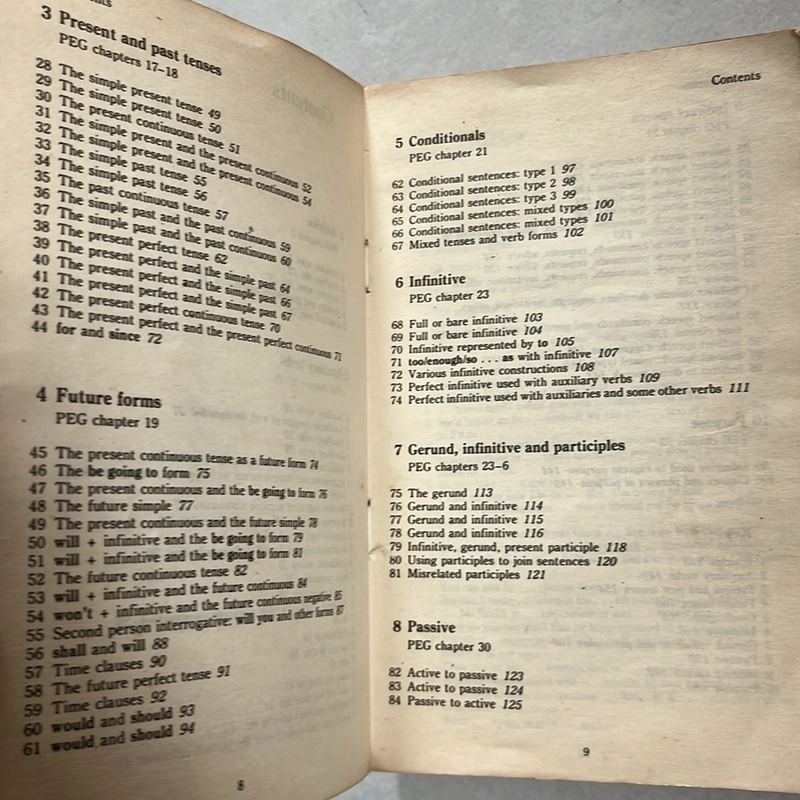 3 Present and past tenses
PEG chapters 17–18
28 The simple present tense 49
29 The simple present tense 50
30 The present continuous tense 51
31 The simple present and the present continuous 52
32 The simple present and the present continuous 54
33 The simple past tense 55
34 The simple past tense 56
35 The past continuous tense 57
36 The simple past and the past continuous 59
37 The simple past and the past continuous 60
38 The present perfect tense 62
39 The present perfect and the simple past 64
40 The present perfect and the simple past 66
41 The present perfect and the simple past 67
42 The present perfect continuous tense 70
43 The present perfect and the present perfect continuous 71
44 for and since 72
4 Future forms
PEG chapter 19
45 The present continuous tense as a future form 74
46 The be going to form 75
47 The present continuous and the be going to form 76
48 The future simple 77
49 The present continuous and the future simple 78
50 will + infinitive and the be going to form 79
51 will + infinitive and the be going to form 81
52 The future continuous tense 82
53 will + infinitive and the future continuous 84
54 won't + infinitive and the future continuous negative 85
55 Second person interrogative: will you and other forms 87
56 shall and will 88
57 Time clauses 90
58 The future perfect tense 91
59 Time clauses 92
60 would and should 93
61 would and should 94
8
Contents
5 Conditionals
PEG chapter 21
62 Conditional sentences: type 1 97
63 Conditional sentences: type 2 98
64 Conditional sentences: type 3 99
65 Conditional sentences: mixed types 100
66 Conditional sentences: mixed types 101
67 Mixed tenses and verb forms 102
6 Infinitive
PEG chapter 23
68 Full or bare infinitive 103
69 Full or bare infinitive 104
70 Infinitive represented by to 105
71 too/enough/so . . . as with infinitive 107
72 Various infinitive constructions 108
73 Perfect infinitive used with auxiliary verbs 109
74 Perfect infinitive used with auxiliaries and some other verbs 111
7 Gerund, infinitive and participles
PEG chapters 23–6
75 The gerund 113
76 Gerund and infinitive 114
77 Gerund and infinitive 115
78 Gerund and infinitive 116
79 Infinitive, gerund, present participle 118
80 Using participles to join sentences 120
81 Misrelated participles 121
8 Passive
PEG chapter 30
82 Active to passive 123
83 Active to passive 124
84 Passive to active 125
9